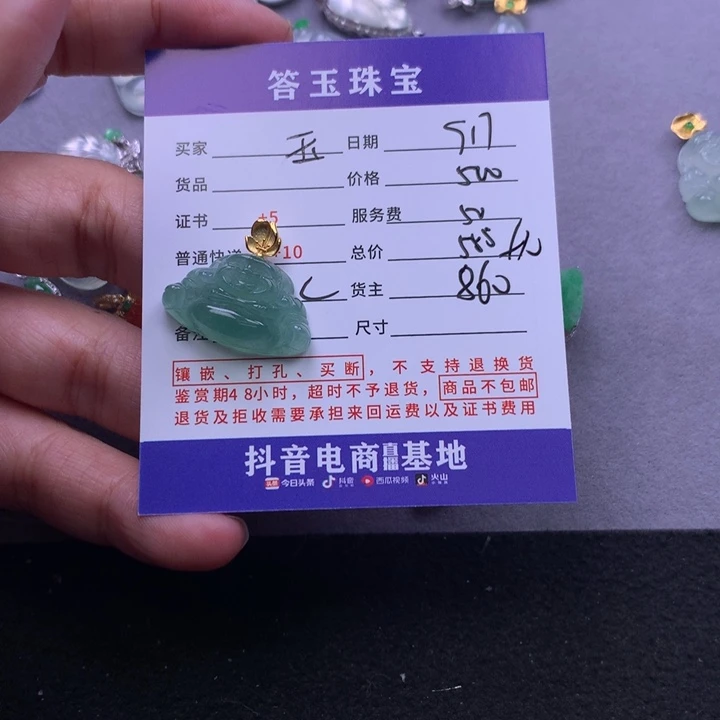 答玉珠宝
买家 玉 日期 517
货品 价格 500
证书 +5 服务费 50
普通快递 +10 总价 550
货主 860
备注 尺寸
镶嵌、打孔、买断,不支持退换货
鉴赏期48小时,超时不予退货,商品不包邮
退货及拒收需要承担来回运费以及证书费用
抖音电商直播基地
头条 今日头条 抖音 西瓜视频 火山